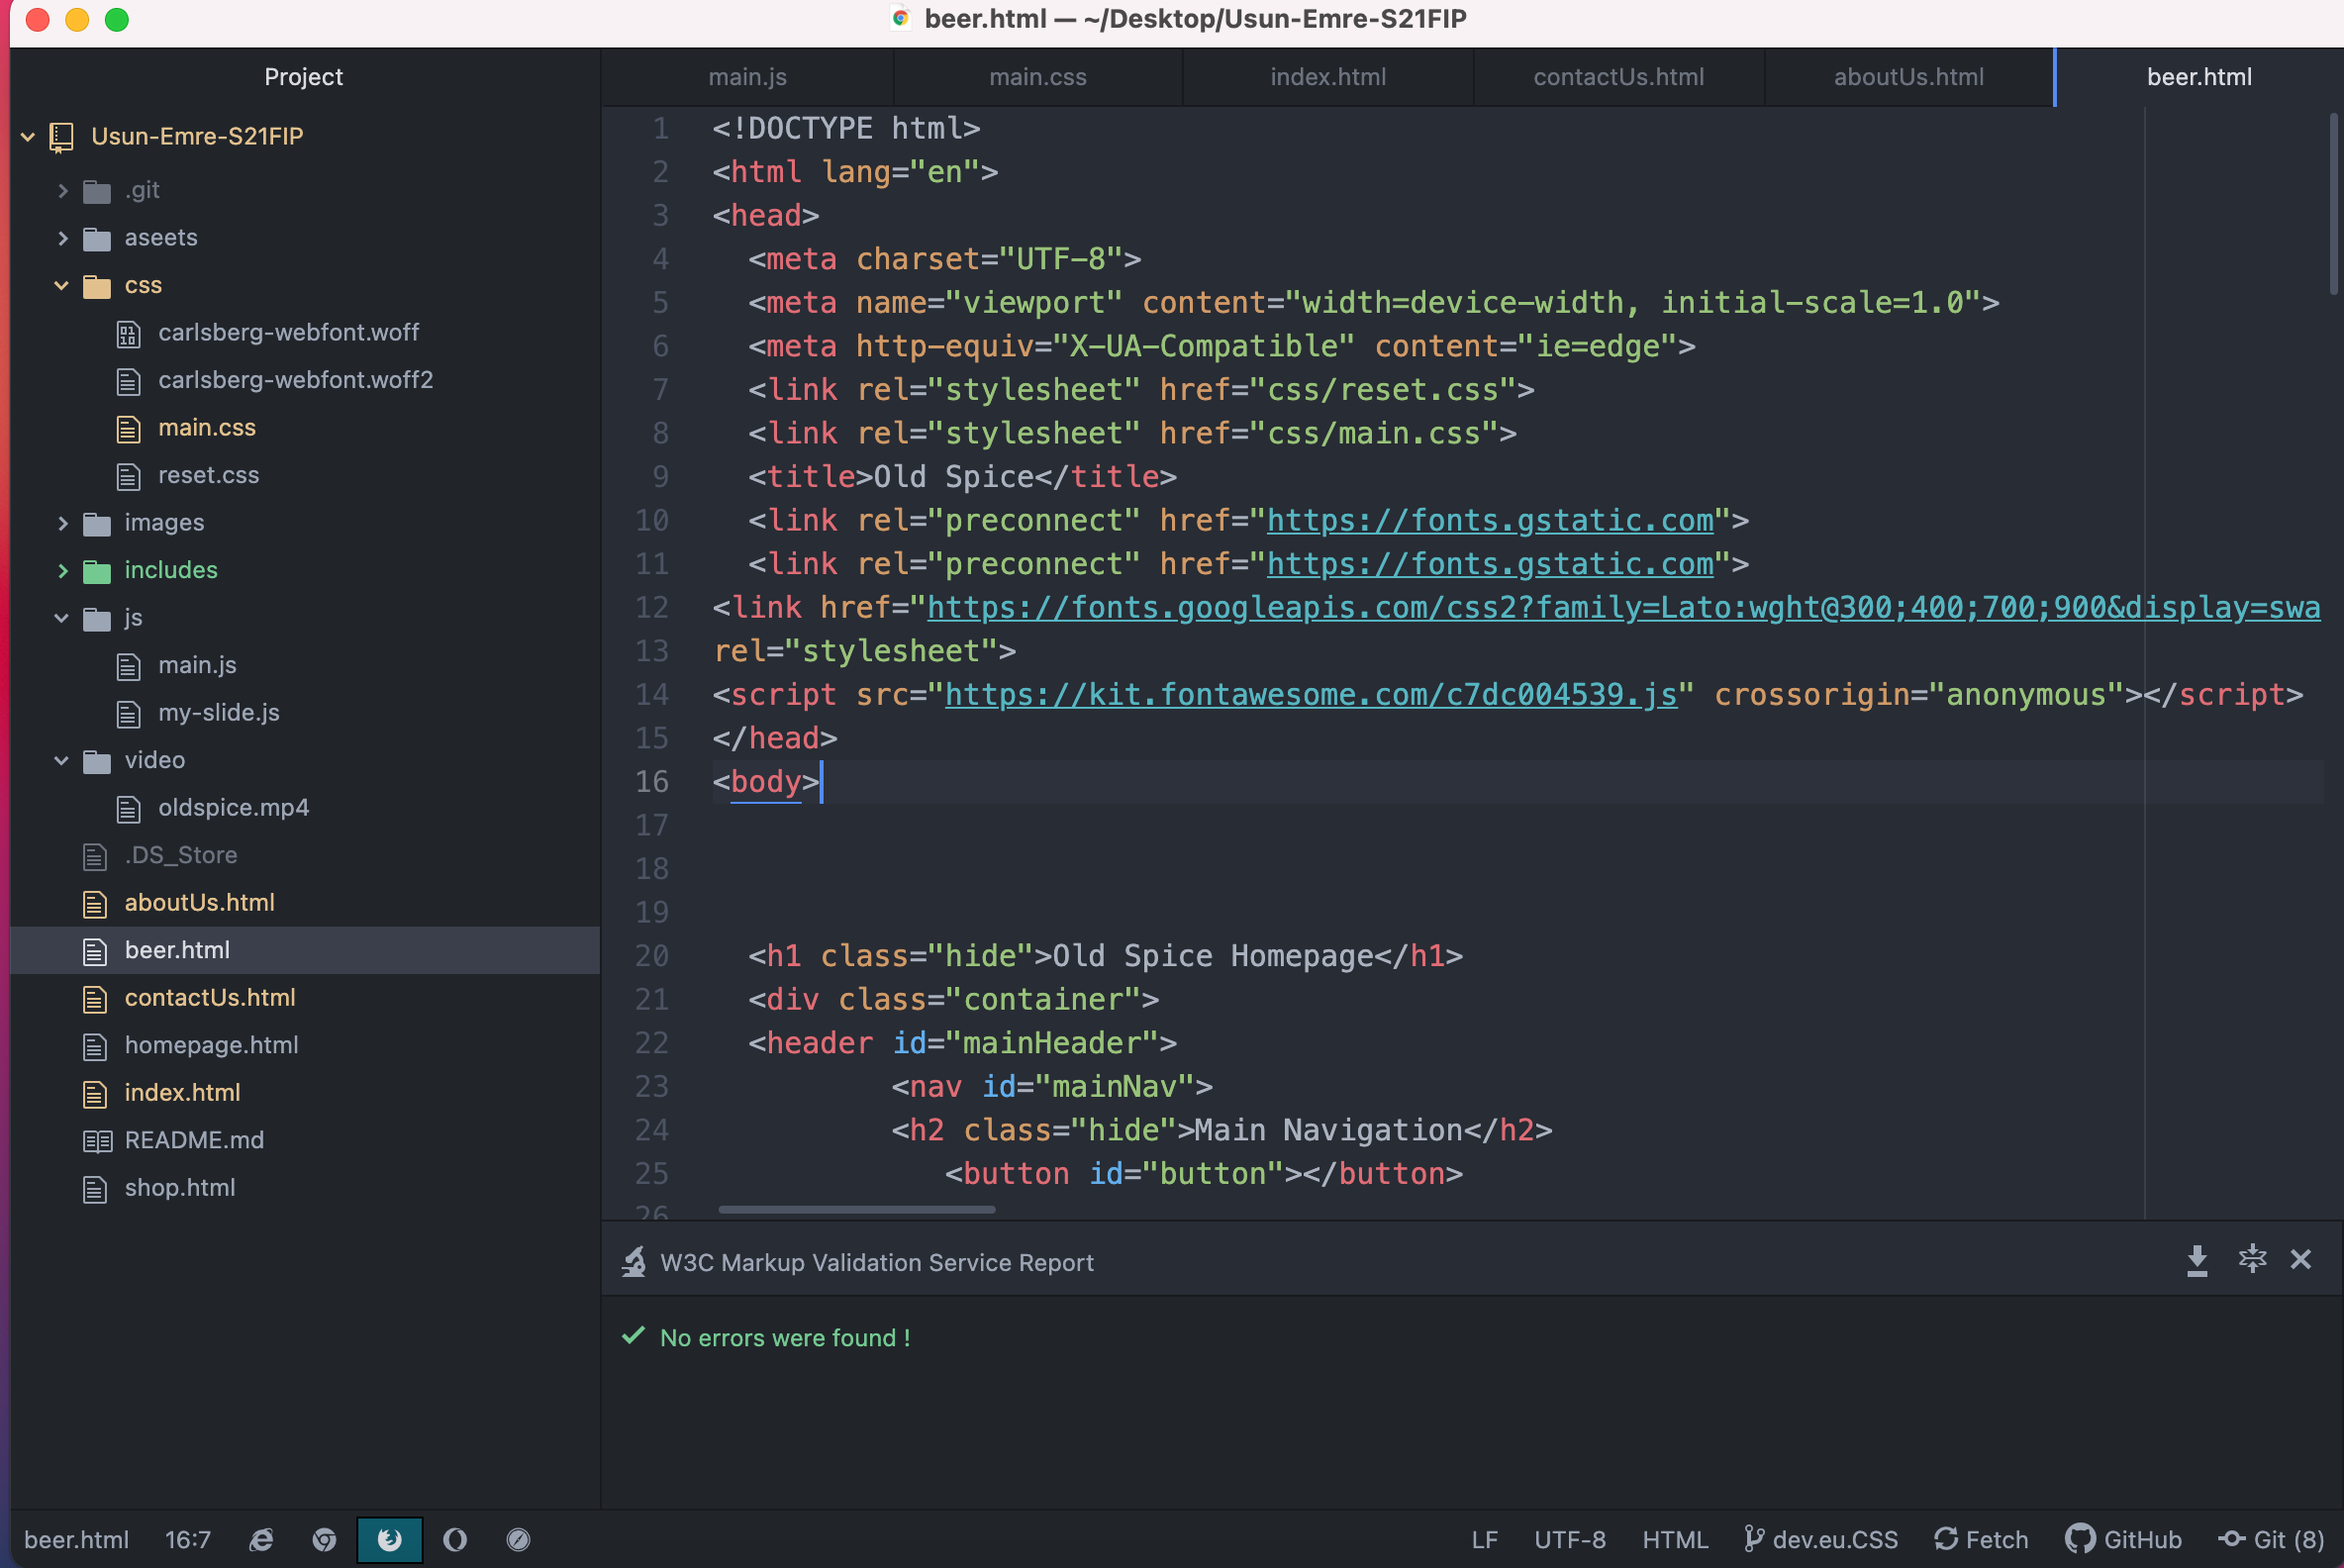 beer.html — ~/Desktop/Usun-Emre-S21FIP
Project
Usun-Emre-S21FIP
.git
aseets
css
carlsberg-webfont.woff
carlsberg-webfont.woff2
main.css
reset.css
images
includes
js
main.js
my-slide.js
video
oldspice.mp4
.DS_Store
aboutUs.html
beer.html
contactUs.html
homepage.html
index.html
README.md
shop.html
main.js
main.css
index.html
contactUs.html
aboutUs.html
beer.html
1 <!DOCTYPE html>
2 <html lang="en">
3 <head>
4 <meta charset="UTF-8">
5 <meta name="viewport" content="width=device-width, initial-scale=1.0">
6 <meta http-equiv="X-UA-Compatible" content="ie=edge">
7 <link rel="stylesheet" href="css/reset.css">
8 <link rel="stylesheet" href="css/main.css">
9 <title>Old Spice</title>
10 <link rel="preconnect" href="https://fonts.gstatic.com">
11 <link rel="preconnect" href="https://fonts.gstatic.com">
12 <link href="https://fonts.googleapis.com/css2?family=Lato:wght@300;400;700;900&display=swa
13 rel="stylesheet">
14 <script src="https://kit.fontawesome.com/c7dc004539.js" crossorigin="anonymous"></script>
15 </head>
16 <body>
17
18
19
20 <h1 class="hide">Old Spice Homepage</h1>
21 <div class="container">
22 <header id="mainHeader">
23 <nav id="mainNav">
24 <h2 class="hide">Main Navigation</h2>
25 <button id="button"></button>
26
W3C Markup Validation Service Report
No errors were found !
beer.html 16:7 LF UTF-8 HTML dev.eu.CSS Fetch GitHub Git (8)